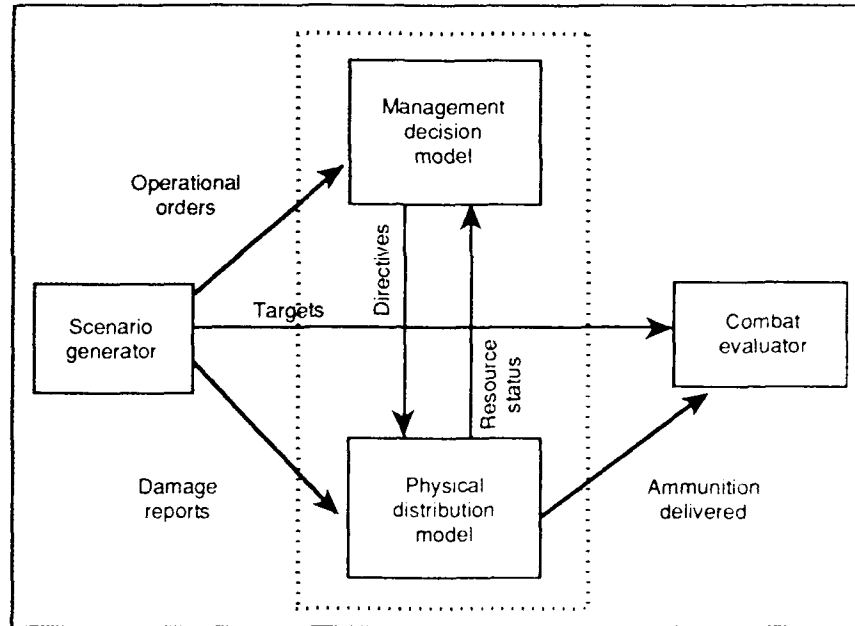 Management
decision
model
Operational
orders
Directives
Targets
Scenario
generator
Combat
evaluator
Resource
status
Damage
reports
Physical
distribution
model
Ammunition
delivered